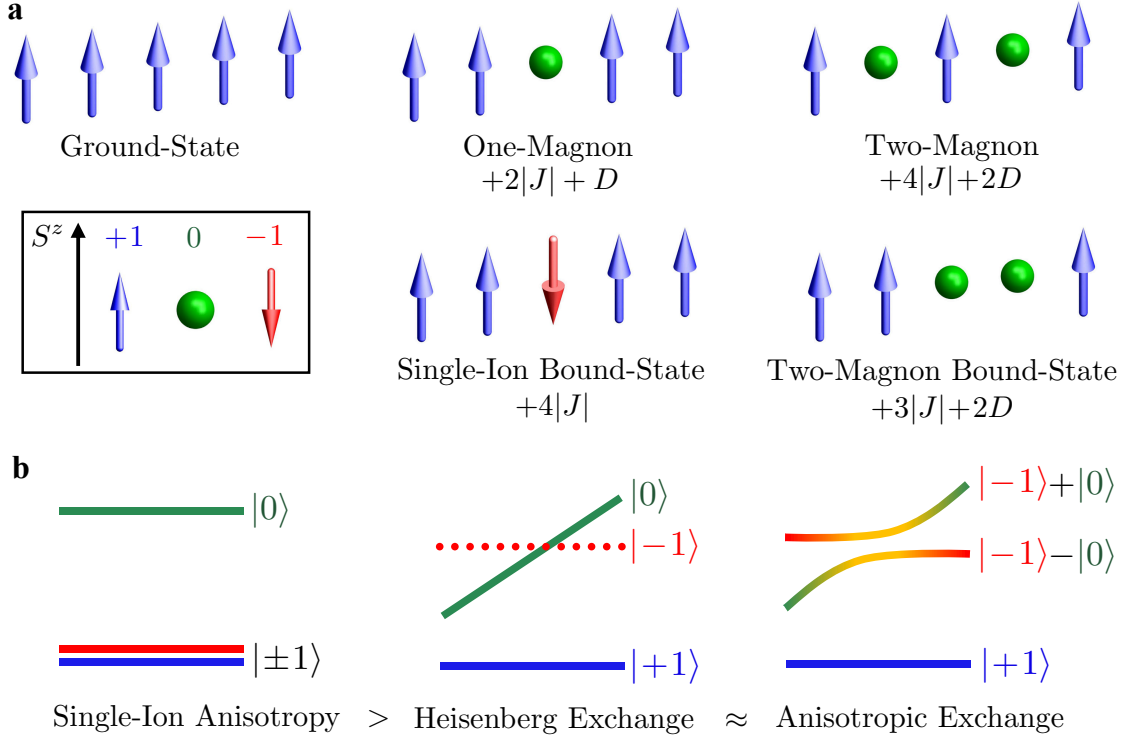 a
Ground-State
One-Magnon
+2|J| + D
Two-Magnon
+4|J|+2D
S^z
+1 0 −1
Single-Ion Bound-State
+4|J|
Two-Magnon Bound-State
+3|J|+2D
b
|0⟩
|±1⟩
|0⟩
|−1⟩
|+1⟩
|−1⟩+|0⟩
|−1⟩−|0⟩
|+1⟩
Single-Ion Anisotropy > Heisenberg Exchange ≈ Anisotropic Exchange